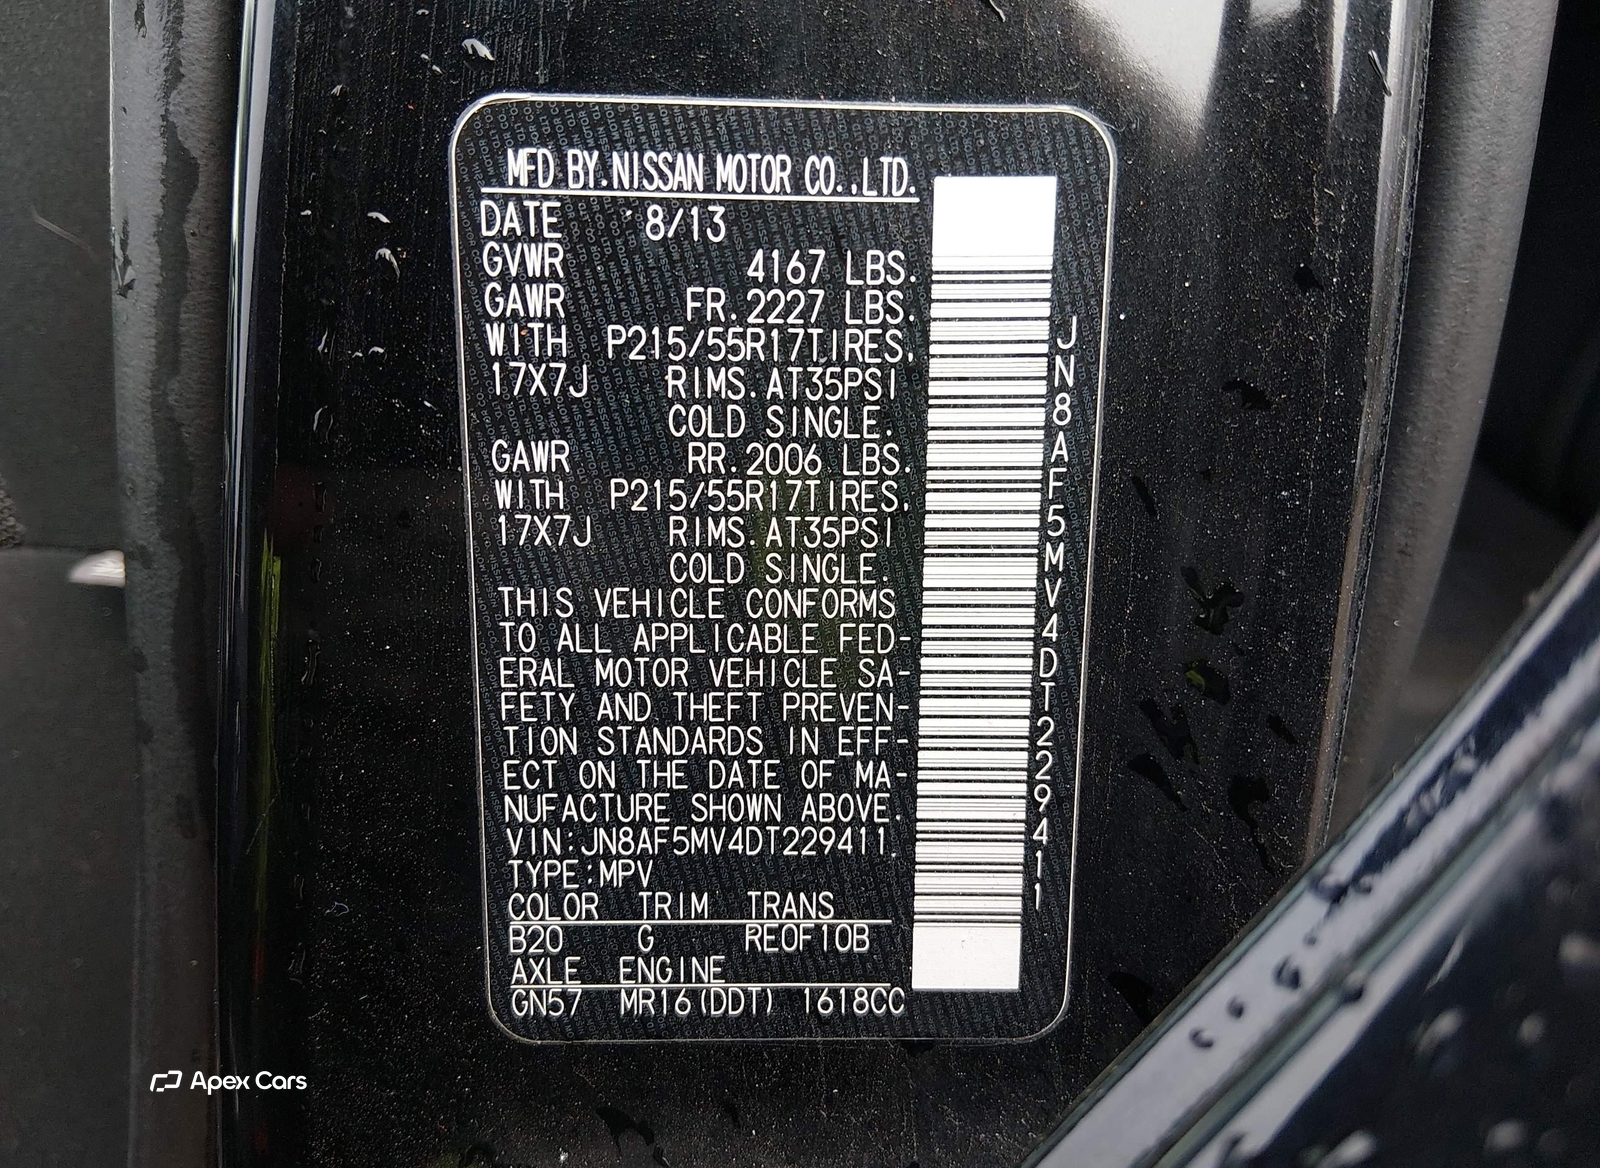 MFD BY.NISSAN MOTOR CO.,LTD.
DATE 8/13
GVWR 4167 LBS.
GAWR FR.2227 LBS.
WITH P215/55R17TIRES,
17X7J RIMS.AT35PSI
COLD SINGLE.
GAWR RR.2006 LBS.
WITH P215/55R17TIRES,
17X7J RIMS.AT35PSI
COLD SINGLE.
THIS VEHICLE CONFORMS
TO ALL APPLICABLE FED-
ERAL MOTOR VEHICLE SA-
FETY AND THEFT PREVEN-
TION STANDARDS IN EFF-
ECT ON THE DATE OF MA-
NUFACTURE SHOWN ABOVE.
VIN:JN8AF5MV4DT229411.
TYPE:MPV
COLOR TRIM TRANS
B20 G RE0F10B
AXLE ENGINE
GN57 MR16(DDT) 1618CC
JN8AF5MV4DT229411
Apex Cars